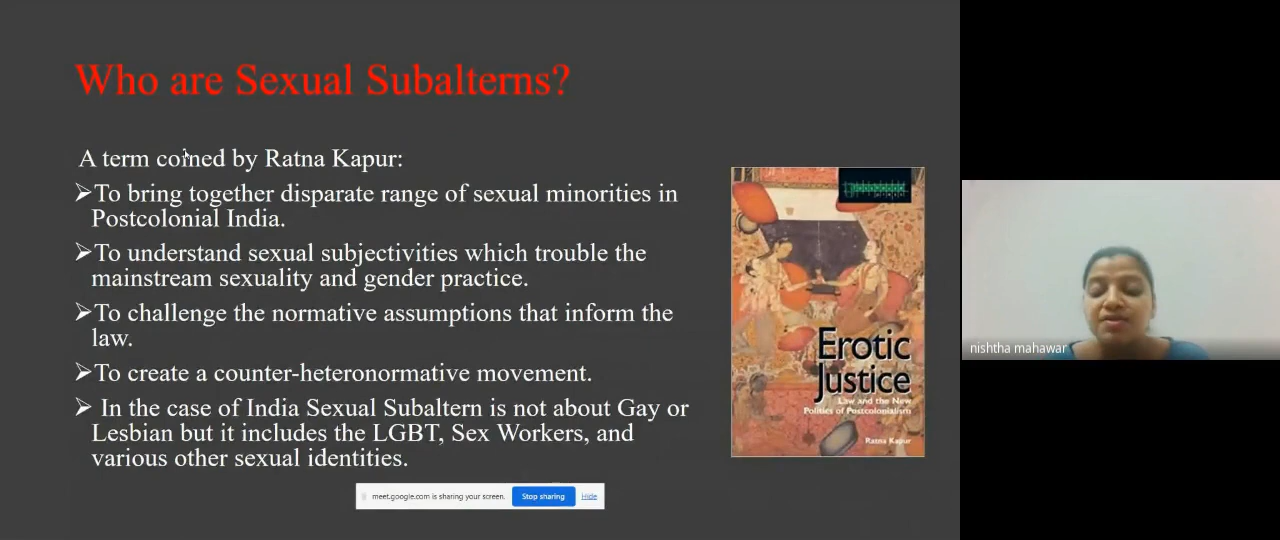 Who are Sexual Subalterns?
A term coined by Ratna Kapur:
➢To bring together disparate range of sexual minorities in
Postcolonial India.
➢To understand sexual subjectivities which trouble the
mainstream sexuality and gender practice.
➢To challenge the normative assumptions that inform the
law.
➢To create a counter-heteronormative movement.
➢ In the case of India Sexual Subaltern is not about Gay or
Lesbian but it includes the LGBT, Sex Workers, and
various other sexual identities.
Erotic
Justice
Law and the New
Politics of Postcolonialism
Ratna Kapur
meet.google.com is sharing your screen.
Stop sharing
Hide
nishtha mahawar